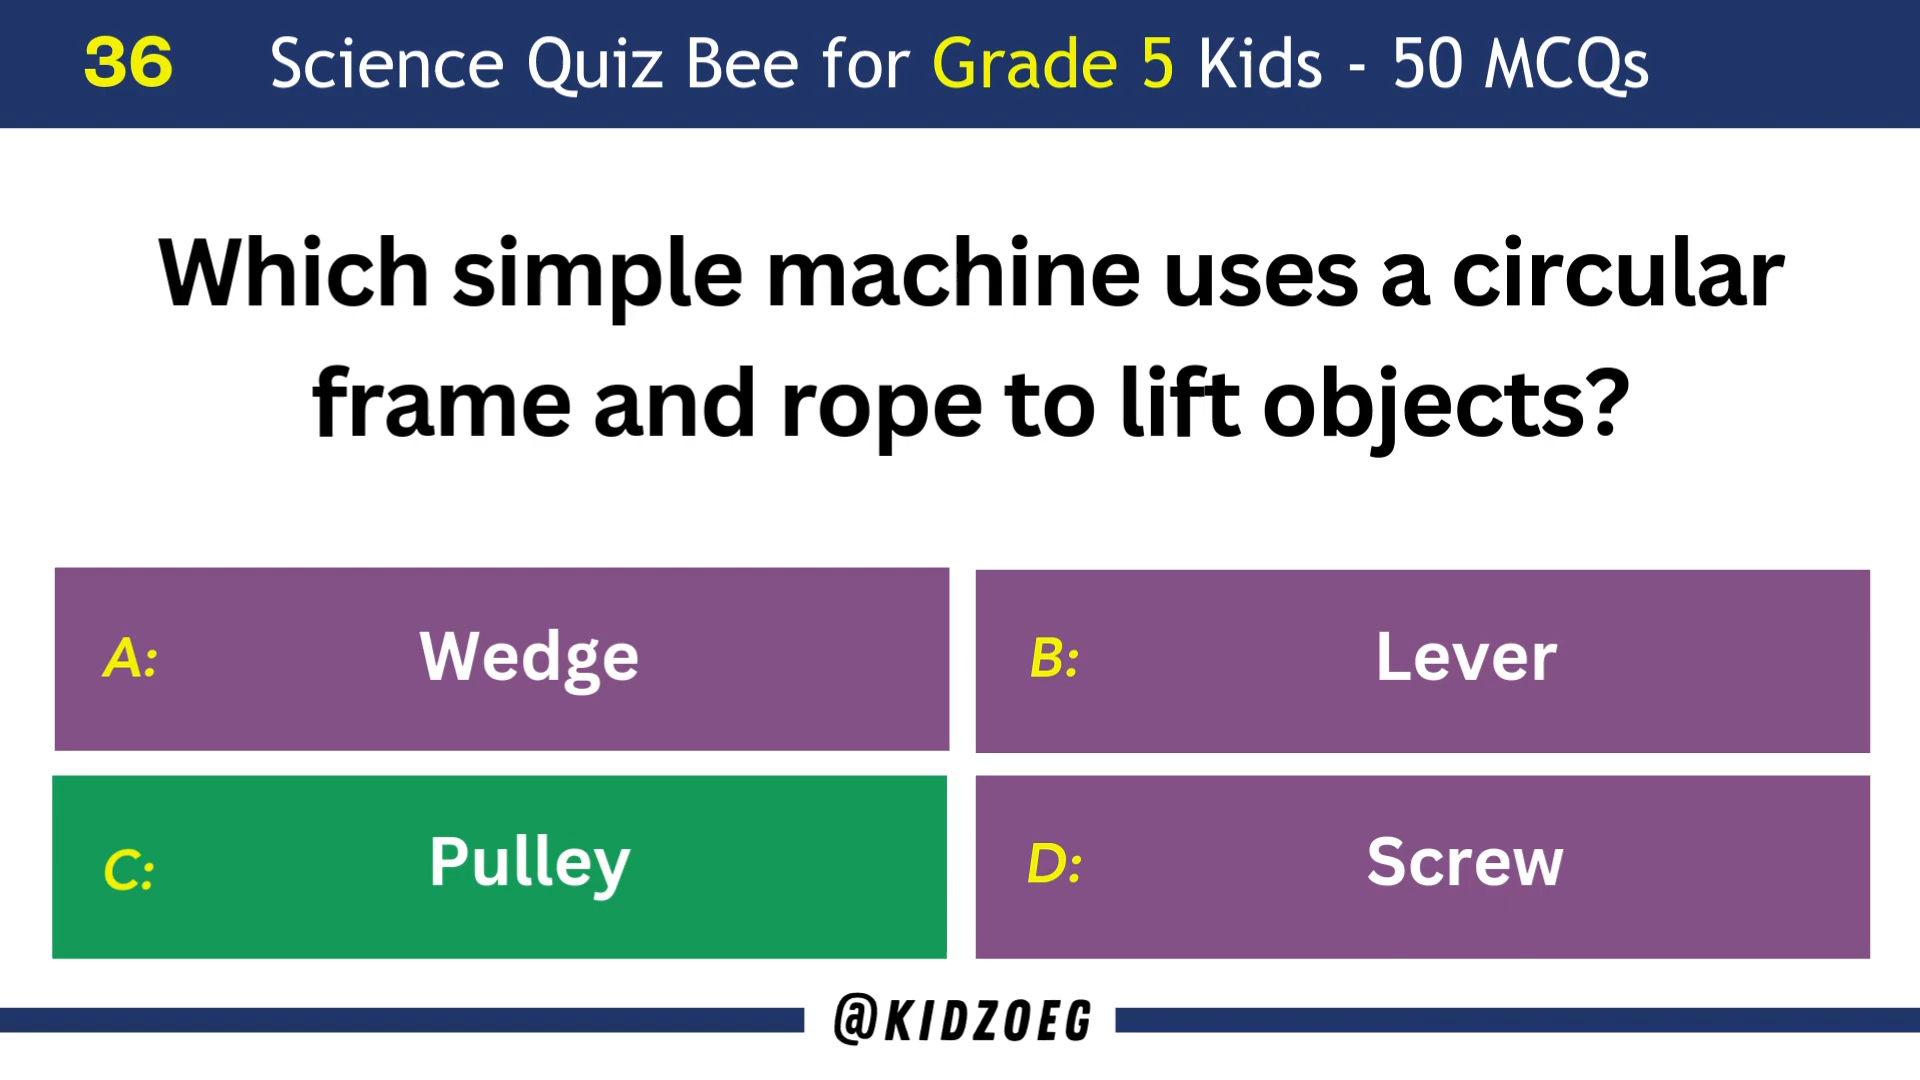 36 Science Quiz Bee for Grade 5 Kids - 50 MCQs
Which simple machine uses a circular
frame and rope to lift objects?
A: Wedge
B: Lever
C: Pulley
D: Screw
@KIDZOEG